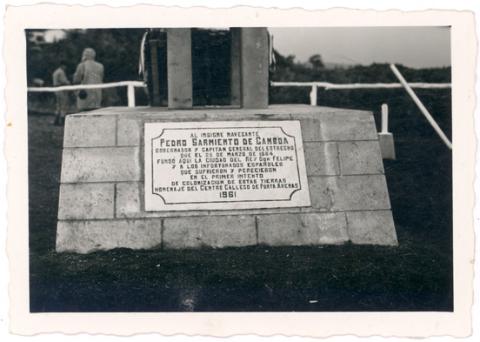 AL INSIGNE NAVEGANTE
PEDRO SARMIENTO DE GAMBOA
GOBERNADOR Y CAPITAN GENERAL DEL ESTRECHO
QUE EL 25 DE MARZO DE 1584,
FUNDO AQUI LA CIUDAD DEL REY DON FELIPE
Y A LOS INFORTUNADOS ESPAÑOLES
QUE SUFRIERON Y PERECIERON
EN EL PRIMER INTENTO
DE COLONIZACION DE ESTAS TIERRAS
HOMENAJE DEL CENTRO GALLEGO DE PUNTA ARENAS
1961